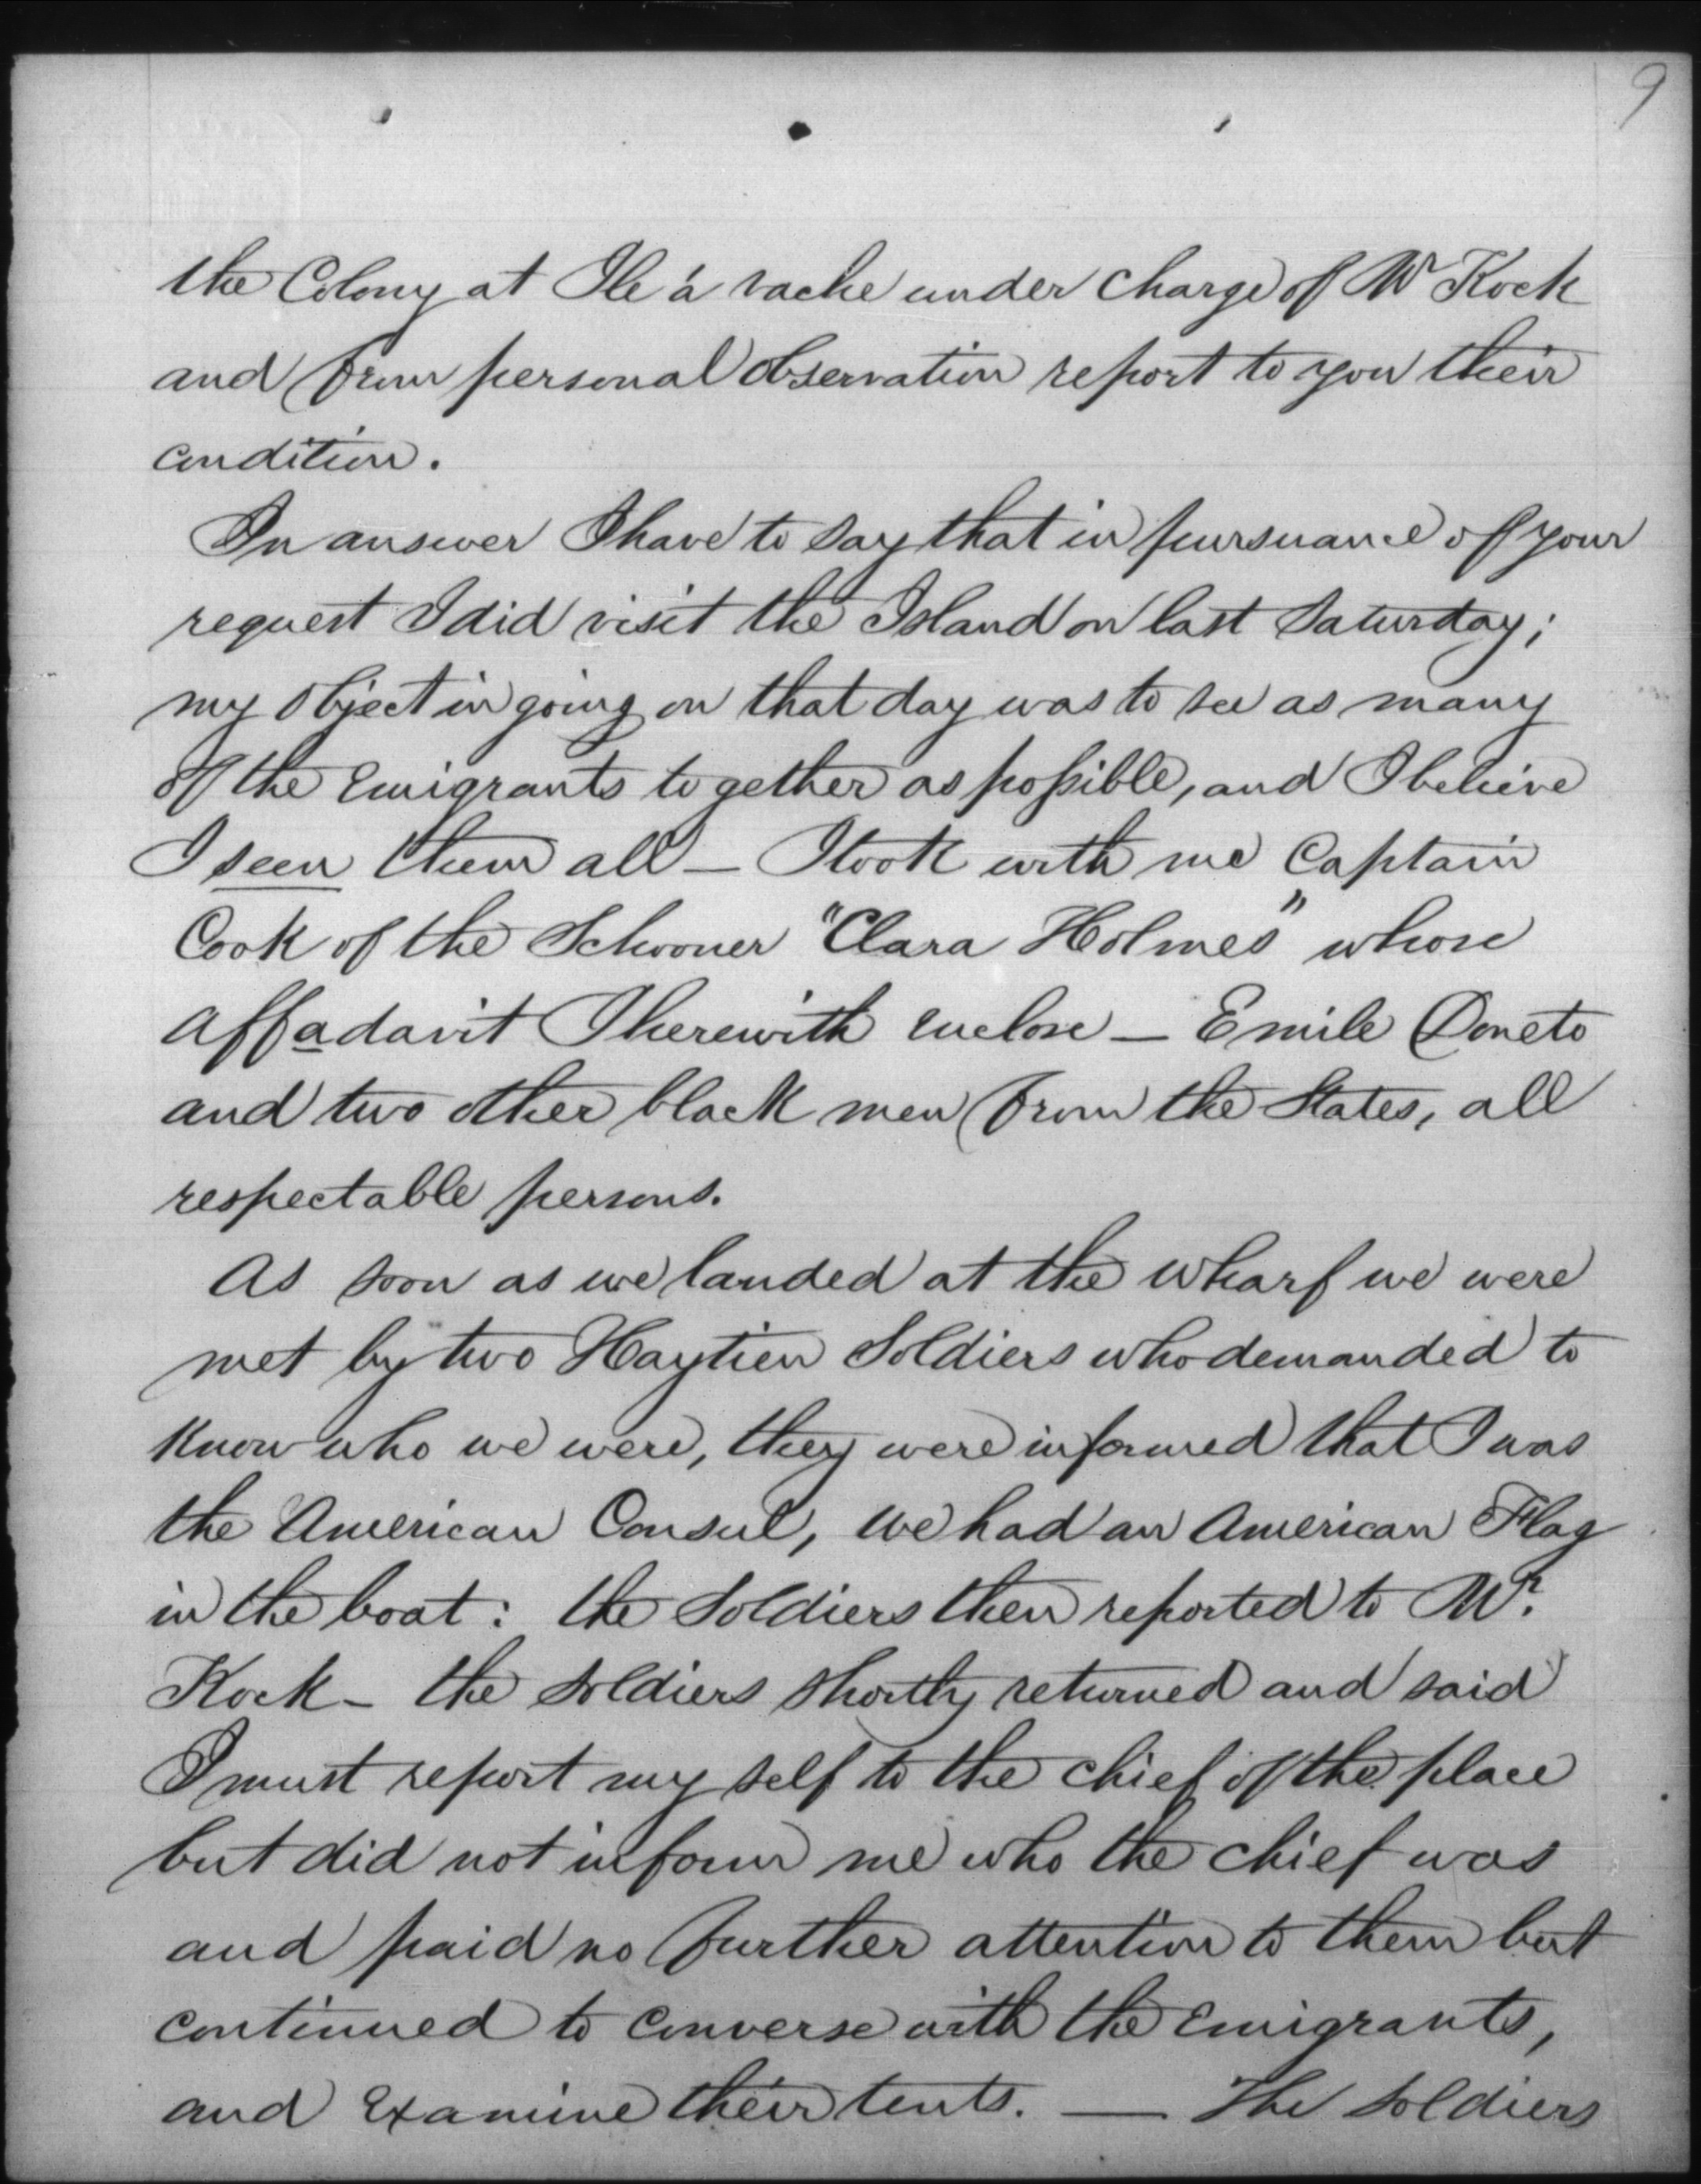 9
the Colony at Ile á vache under charge of Mr Kock
and from personal observation report to you their
condition.
In answer I have to say that in pursuance of your
request I did visit the Island on last Saturday;
my object in going on that day was to see as many
of the Emigrants together as possible, and I believe
I seen them all — I took with me Captain
Cook of the Schooner "Clara Holmes" whose
affadavit I herewith enclose — Emile Doneto
and two other black men from the States, all
respectable persons.
As soon as we landed at the wharf we were
met by two Haytien Soldiers who demanded to
know who we were, they were informed that I was
the American Consul, we had an American Flag
in the boat: the Soldiers then reported to Mr.
Kock — the soldiers shortly returned and said
I must report my self to the chief of the place
but did not inform me who the chief was
and paid no further attention to them but
continued to converse with the emigrants,
and examine their tents. — The Soldiers